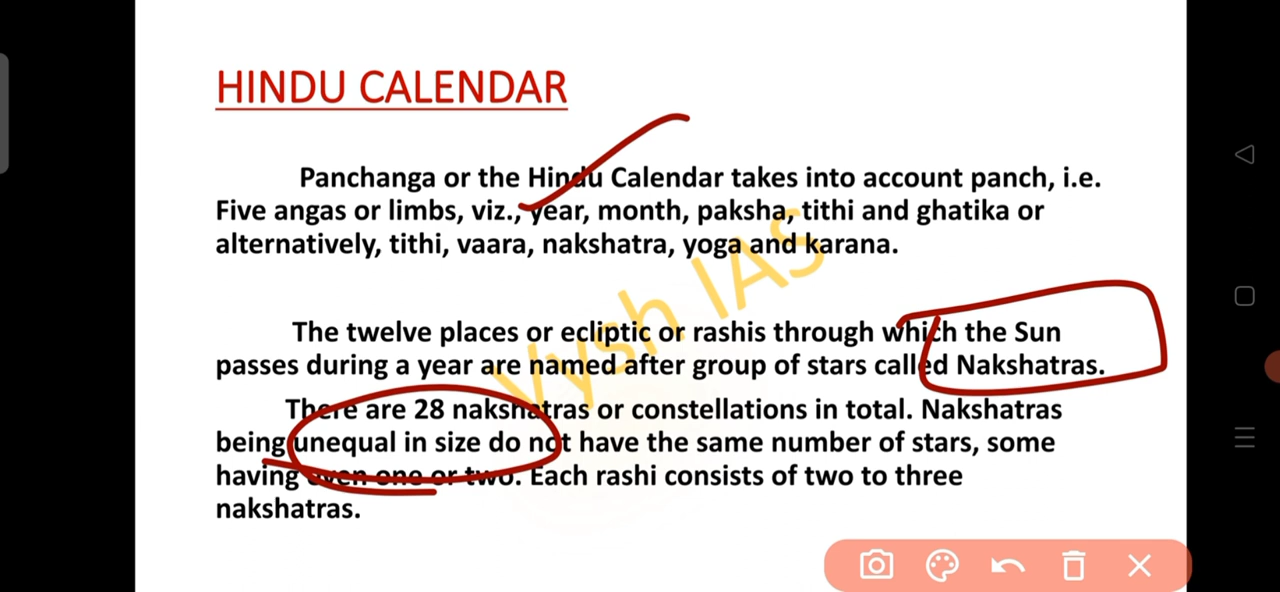 HINDU CALENDAR
Panchanga or the Hindu Calendar takes into account panch, i.e.
Five angas or limbs, viz., year, month, paksha, tithi and ghatika or
alternatively, tithi, vaara, nakshatra, yoga and karana.
The twelve places or ecliptic or rashis through which the Sun
passes during a year are named after group of stars called Nakshatras.
There are 28 nakshatras or constellations in total. Nakshatras
being unequal in size do not have the same number of stars, some
having even one or two. Each rashi consists of two to three
nakshatras.
Vysh IAS